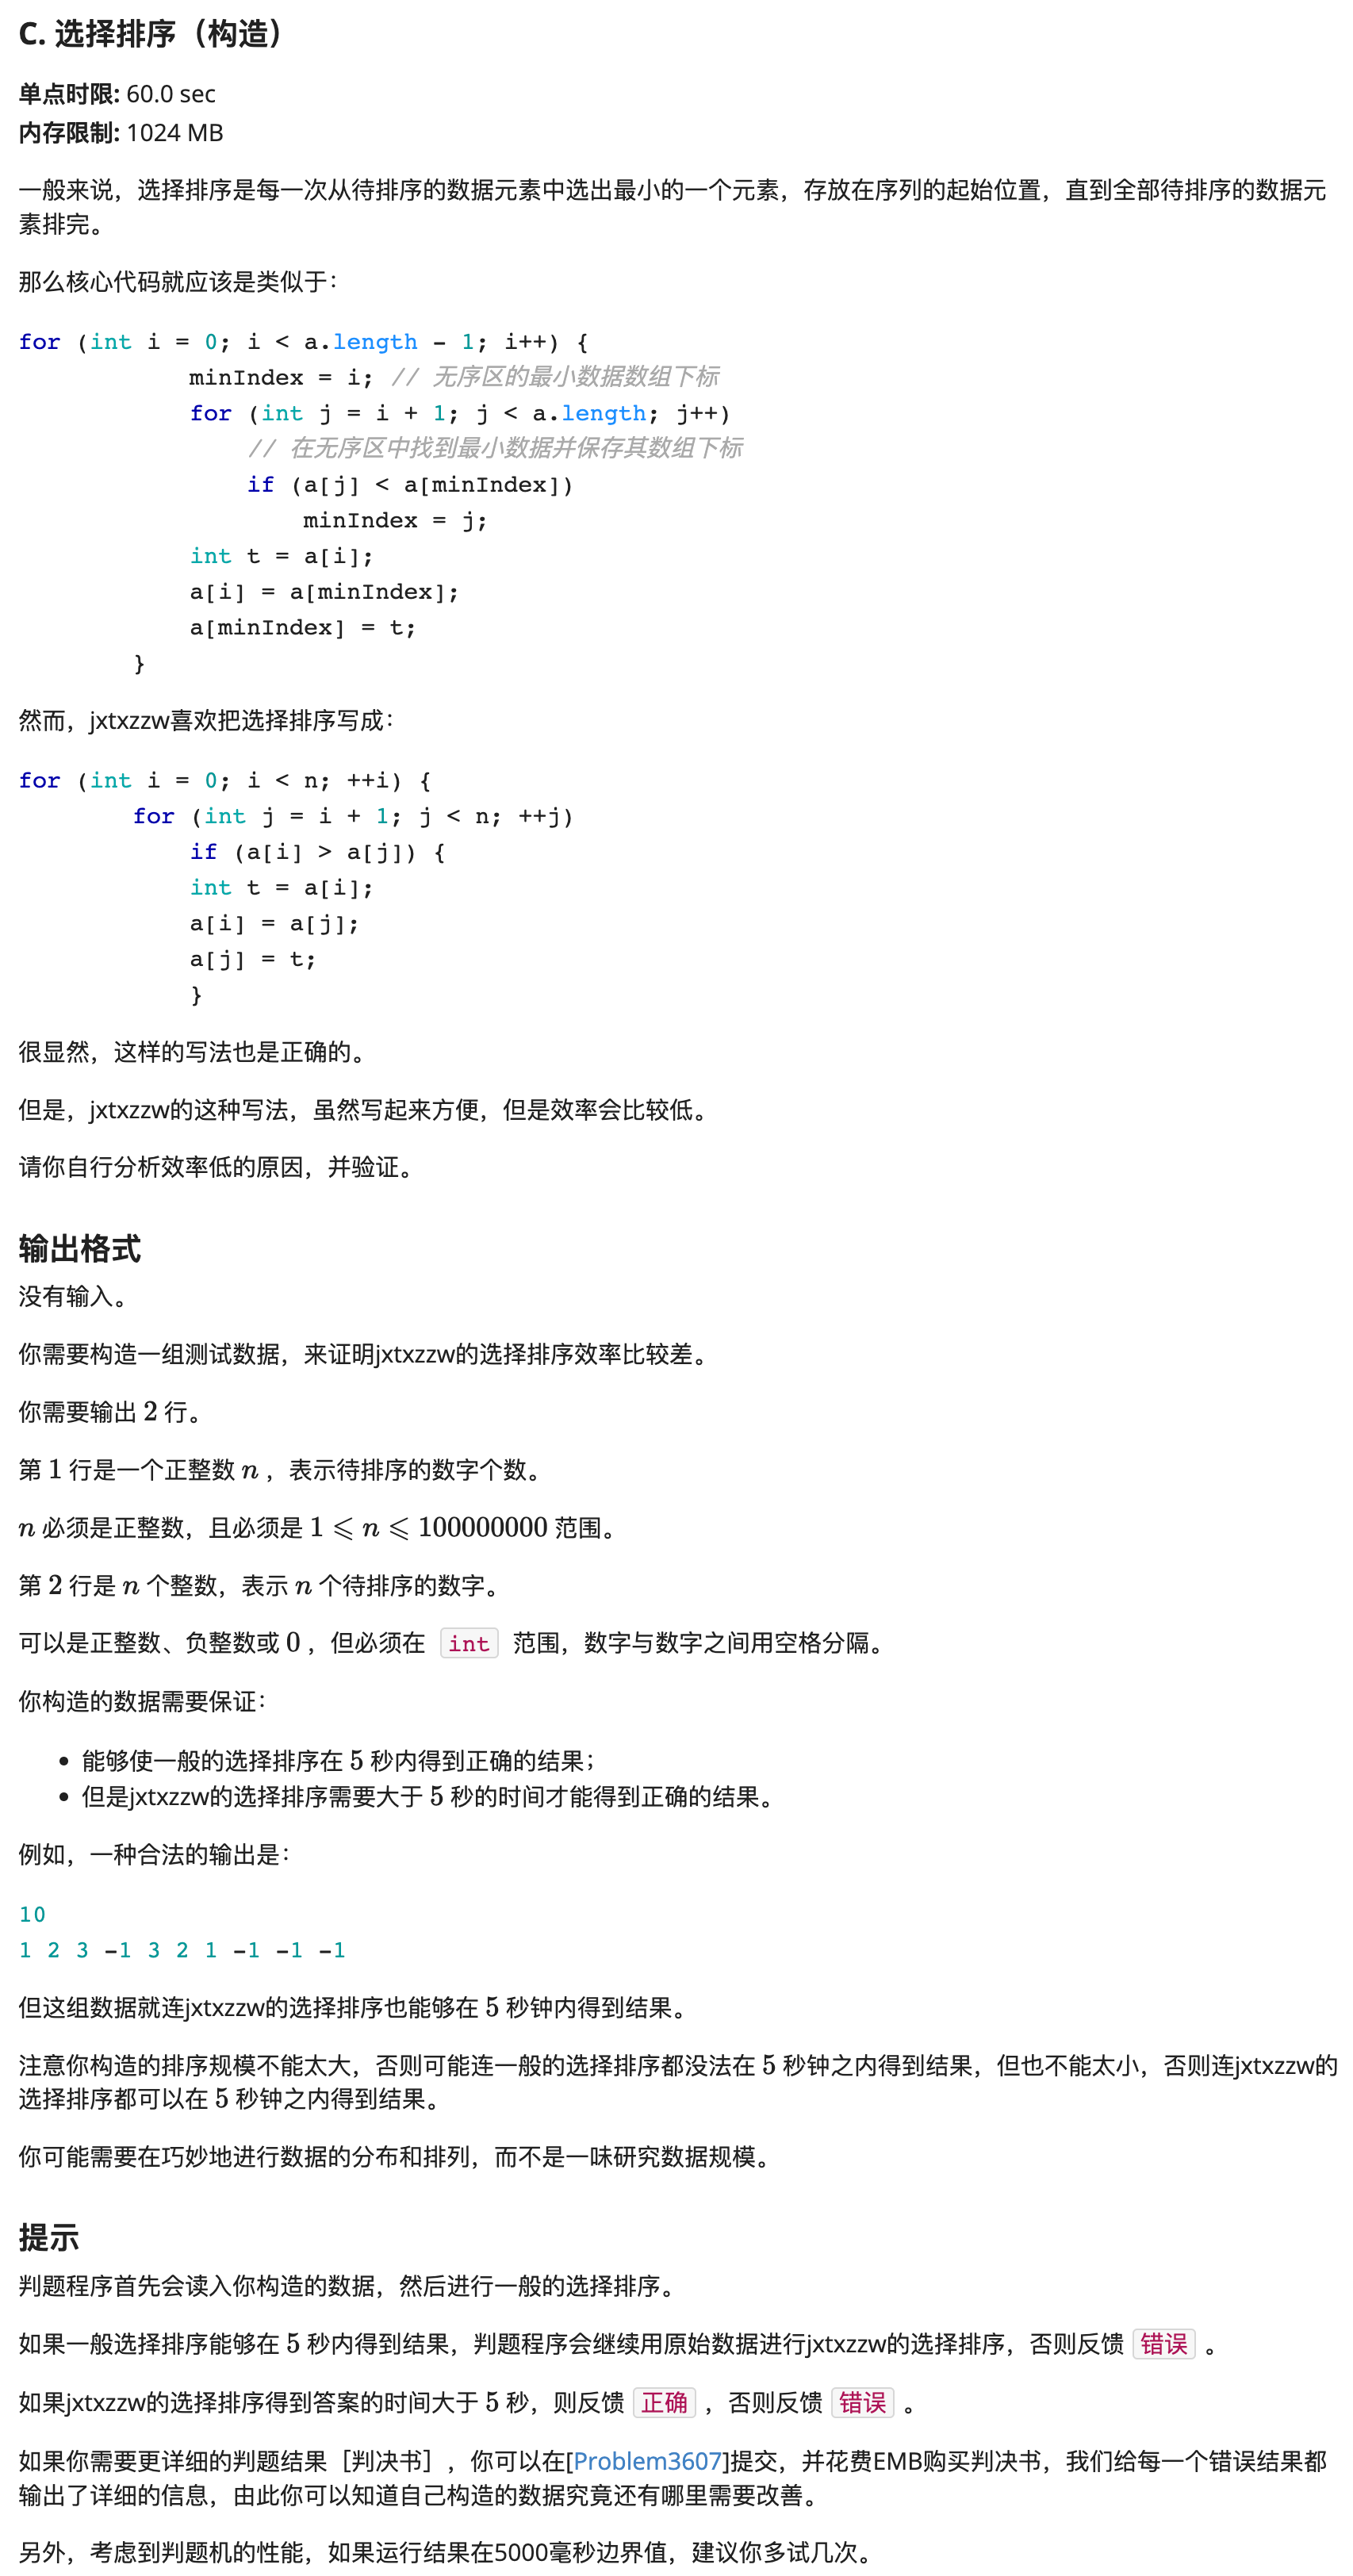 C. 选择排序（构造）
单点时限: 60.0 sec
内存限制: 1024 MB
一般来说，选择排序是每一次从待排序的数据元素中选出最小的一个元素，存放在序列的起始位置，直到全部待排序的数据元
素排完。
那么核心代码就应该是类似于：
for (int i = 0; i < a.length - 1; i++) {
            minIndex = i; // 无序区的最小数据数组下标
            for (int j = i + 1; j < a.length; j++)
                // 在无序区中找到最小数据并保存其数组下标
                if (a[j] < a[minIndex])
                    minIndex = j;
            int t = a[i];
            a[i] = a[minIndex];
            a[minIndex] = t;
        }
然而，jxtxzzw喜欢把选择排序写成：
for (int i = 0; i < n; ++i) {
        for (int j = i + 1; j < n; ++j)
            if (a[i] > a[j]) {
            int t = a[i];
            a[i] = a[j];
            a[j] = t;
            }
很显然，这样的写法也是正确的。
但是，jxtxzzw的这种写法，虽然写起来方便，但是效率会比较低。
请你自行分析效率低的原因，并验证。
输出格式
没有输入。
你需要构造一组测试数据，来证明jxtxzzw的选择排序效率比较差。
你需要输出 2 行。
第 1 行是一个正整数 n ，表示待排序的数字个数。
n 必须是正整数，且必须是 1 ⩽ n ⩽ 100000000 范围。
第 2 行是 n 个整数，表示 n 个待排序的数字。
可以是正整数、负整数或 0 ，但必须在 int 范围，数字与数字之间用空格分隔。
你构造的数据需要保证：
• 能够使一般的选择排序在 5 秒内得到正确的结果；
• 但是jxtxzzw的选择排序需要大于 5 秒的时间才能得到正确的结果。
例如，一种合法的输出是：
10
1 2 3 -1 3 2 1 -1 -1 -1
但这组数据就连jxtxzzw的选择排序也能够在 5 秒钟内得到结果。
注意你构造的排序规模不能太大，否则可能连一般的选择排序都没法在 5 秒钟之内得到结果，但也不能太小，否则连jxtxzzw的
选择排序都可以在 5 秒钟之内得到结果。
你可能需要在巧妙地进行数据的分布和排列，而不是一味研究数据规模。
提示
判题程序首先会读入你构造的数据，然后进行一般的选择排序。
如果一般选择排序能够在 5 秒内得到结果，判题程序会继续用原始数据进行jxtxzzw的选择排序，否则反馈 错误 。
如果jxtxzzw的选择排序得到答案的时间大于 5 秒，则反馈 正确 ，否则反馈 错误 。
如果你需要更详细的判题结果［判决书］，你可以在[Problem3607]提交，并花费EMB购买判决书，我们给每一个错误结果都
输出了详细的信息，由此你可以知道自己构造的数据究竟还有哪里需要改善。
另外，考虑到判题机的性能，如果运行结果在5000毫秒边界值，建议你多试几次。